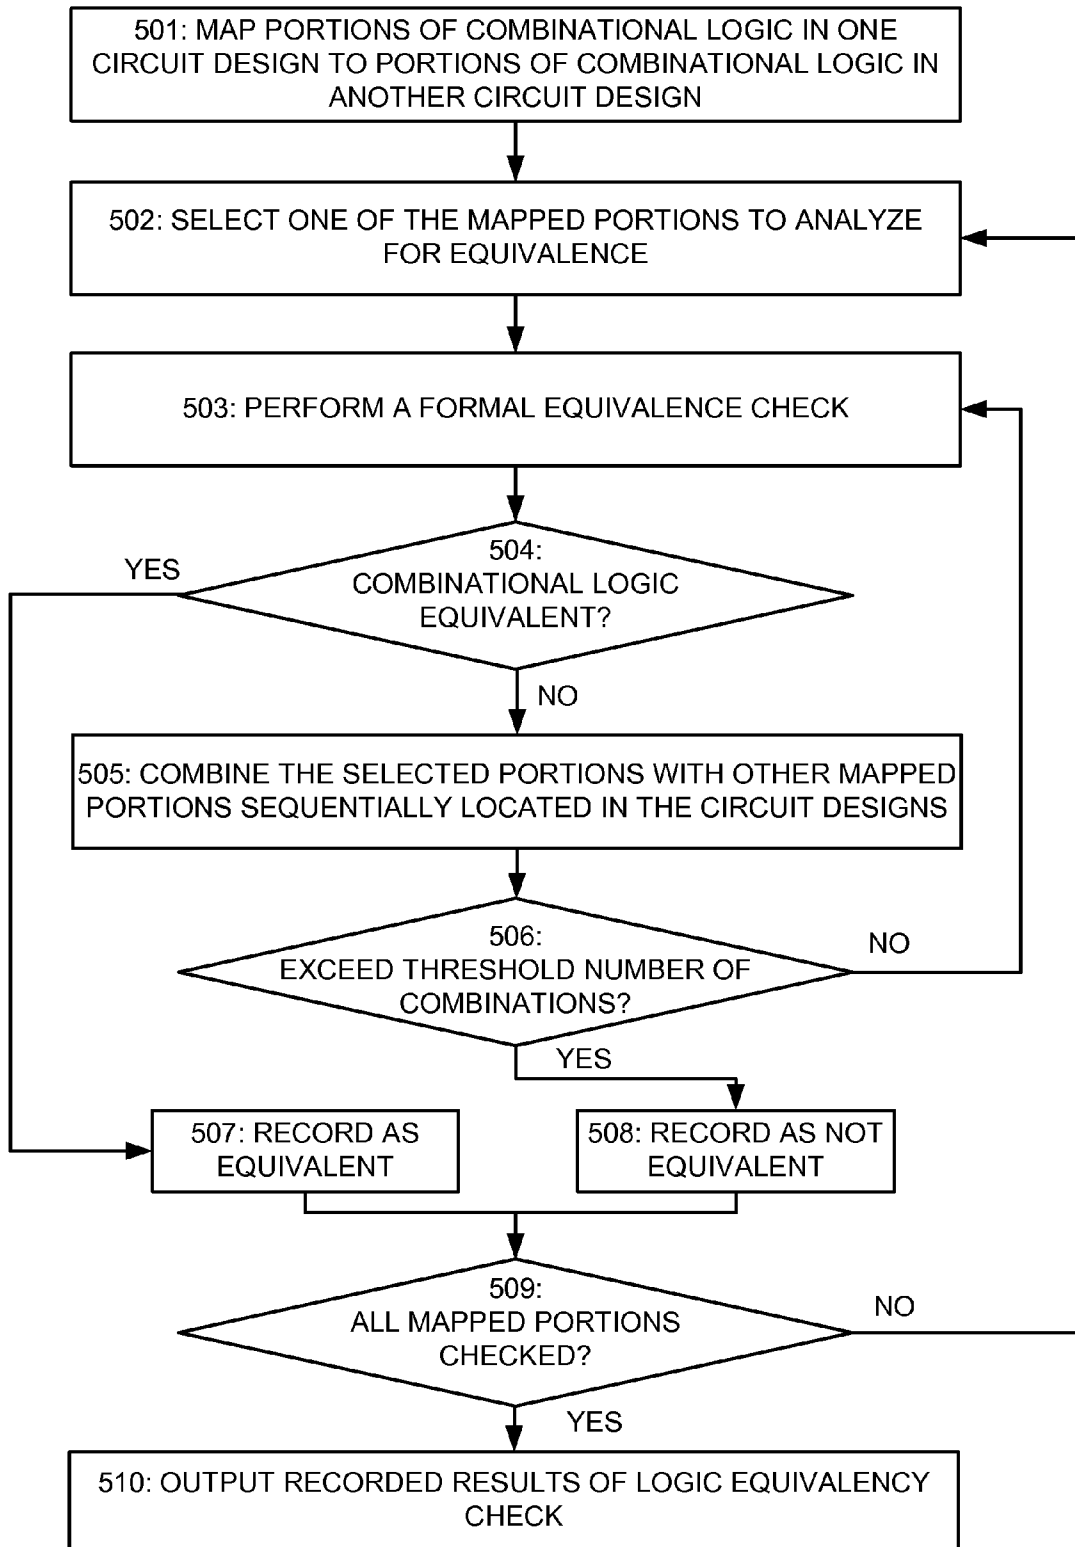 501: MAP PORTIONS OF COMBINATIONAL LOGIC IN ONE
CIRCUIT DESIGN TO PORTIONS OF COMBINATIONAL LOGIC IN
ANOTHER CIRCUIT DESIGN
502: SELECT ONE OF THE MAPPED PORTIONS TO ANALYZE
FOR EQUIVALENCE
503: PERFORM A FORMAL EQUIVALENCE CHECK
504:
COMBINATIONAL LOGIC
EQUIVALENT?
YES
NO
505: COMBINE THE SELECTED PORTIONS WITH OTHER MAPPED
PORTIONS SEQUENTIALLY LOCATED IN THE CIRCUIT DESIGNS
506:
EXCEED THRESHOLD NUMBER OF
COMBINATIONS?
NO
YES
507: RECORD AS
EQUIVALENT
508: RECORD AS NOT
EQUIVALENT
509:
ALL MAPPED PORTIONS
CHECKED?
NO
YES
510: OUTPUT RECORDED RESULTS OF LOGIC EQUIVALENCY
CHECK